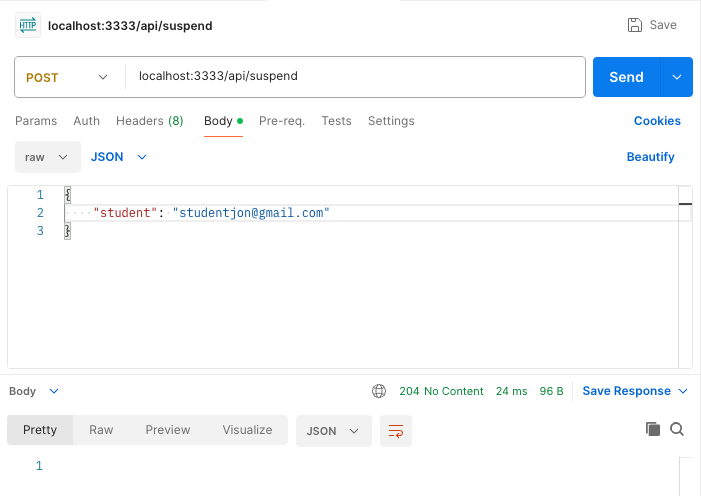 HTTP localhost:3333/api/suspend Save
POST localhost:3333/api/suspend Send
Params Auth Headers (8) Body Pre-req. Tests Settings Cookies
raw JSON Beautify
1 {
2 "student": "studentjon@gmail.com"
3 }
Body 204 No Content 24 ms 96 B Save Response
Pretty Raw Preview Visualize JSON
1